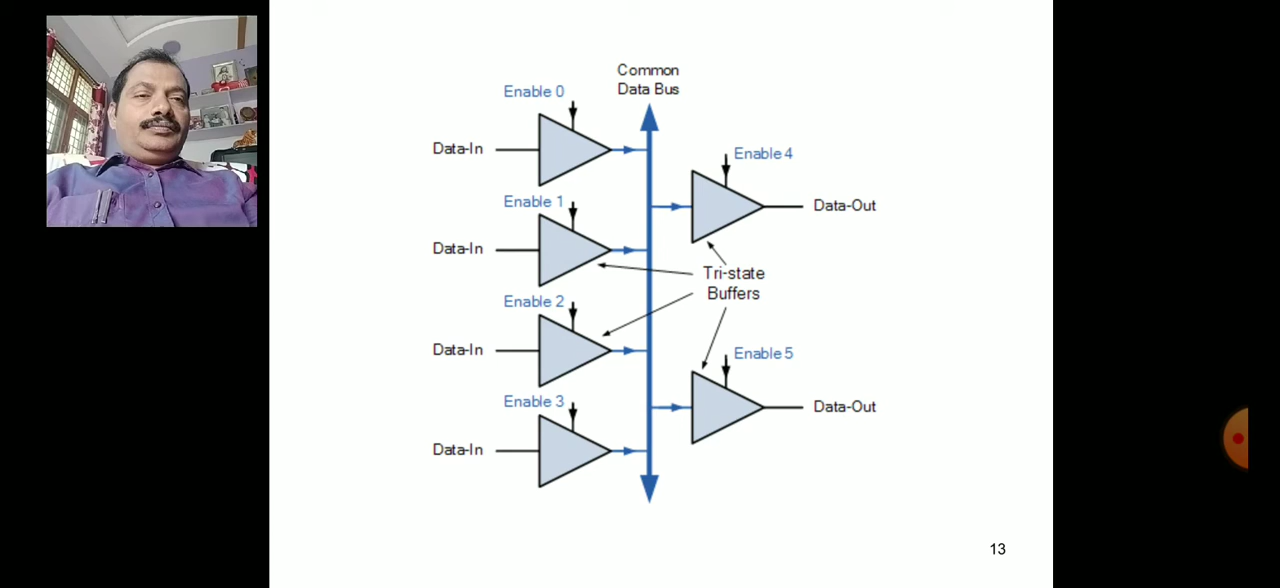 Common
Data Bus
Enable 0
Data-In
Enable 4
Data-Out
Enable 1
Data-In
Tri-state
Buffers
Enable 2
Data-In
Enable 5
Enable 3
Data-Out
Data-In
13